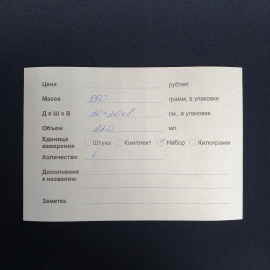 Цена рублей
Масса 550 грамм, в упаковке
Д х Ш х В см., в упаковке
Объем 220 мл.
Единица измерения Штука Комплект Набор Килограмм
Количество 1
Дополнение к названию
Заметка